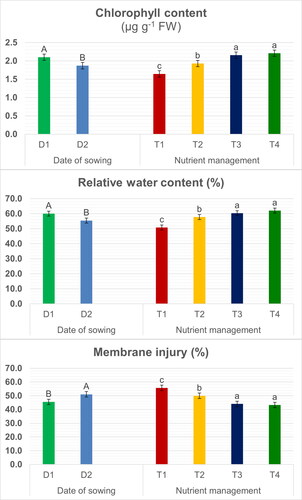 Chlorophyll content
(µg g-1 FW)
2.5
2.0
1.5
1.0
0.5
0.0
A
B
c
b
a
a
D1 D2 T1 T2 T3 T4
Date of sowing Nutrient management
Relative water content (%)
70.0
60.0
50.0
40.0
30.0
20.0
10.0
0.0
A
B
c
b
a
a
D1 D2 T1 T2 T3 T4
Date of sowing Nutrient management
Membrane injury (%)
70.0
60.0
50.0
40.0
30.0
20.0
10.0
0.0
B
A
c
b
a
a
D1 D2 T1 T2 T3 T4
Date of sowing Nutrient management